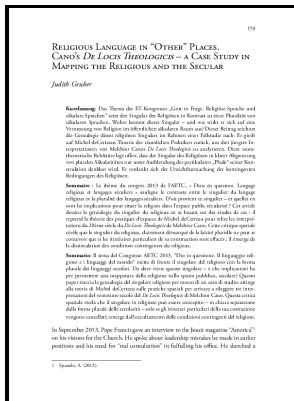 179
RELIGIOUS LANGUAGE IN "OTHER" PLACES.
CANO'S DE LOCIS THEOLOGICIS – A CASE STUDY IN
MAPPING THE RELIGIOUS AND THE SECULAR
Judith Gruber
Kurzfassung: Das Thema des ET-Kongresses „Gott in Frage. Religiöse Sprache und
säkulare Sprachen" setzt den Singular des Religiösen in Kontrast zu einer Pluralität von
säkularen Sprachen. Woher kommt dieser Singular – und wie wirkt er sich auf eine
Vermessung von Religion im öffentlichen säkularen Raum aus? Dieser Beitrag zeichnet
die Genealogie dieses religiösen Singulars im Rahmen einer Fallstudie nach: Er greift
auf Michel deCerteaus Theorie der räumlichen Praktiken zurück, um drei jüngere In-
terpretationen von Melchior Canos De Locis Theologicis zu analysieren. Diese raum-
theoretische Relektüre legt offen, dass der Singular des Religiösen in klarer Abgrenzung
von pluralen Säkularitäten nur unter Ausblendung der partikularen „Pfade" seiner Kon-
struktion denkbar wird. Er verdankt sich der Unsichtbarmachung der kontingenten
Bedingungen des Religiösen.
Sommaire : Le thème du congrès 2013 de l'AETC, « Dieu en question. Langage
religieux et langages séculiers » souligne le contraste entre le singulier du langage
religieux et la pluralité des langages séculiers. D'où provient ce singulier – et quelles en
sont les implications pour situer la religion dans l'espace public séculier ? Cet article
dessine la généalogie du singulier du religieux en se basant sur des études de cas : il
reprend la théorie des pratiques d'espaces de Michel deCerteau pour relire les interpré-
tations du 20ème siècle du De Locis Theologicis de Melchior Cano. Cette critique spatiale
révèle que le singulier du religieux, clairement démarqué de la laïcité plurielle ne peut se
concevoir que si les itinéraires particuliers de sa construction sont effacés ; il émerge de
la dissimulation des conditions contingentes du religieux.
Sommario: Il tema del Congresso AETC 2013, "Dio in questione. Il linguaggio reli-
gioso e i linguaggi del mondo" mette di fronte il singolare del religioso con la forma
plurale dei linguaggi secolari. Da dove viene questo singolare – e che implicazioni ha
per permettere una mappatura della religione nello spazio pubblico, secolare? Questo
paper traccia la genealogia del singolare religioso per mezzo di un caso di studio: attinge
alla teoria di Michel deCerteau sulle pratiche spaziali per arrivare a rileggere tre inter-
pretazioni del ventesimo secolo del De Locis Theologicis di Melchior Cano. Questa critica
spaziale rivela che il singolare in religioso può essere concepito – in chiara separazione
dalla forma plurale delle secolarità – solo se gli itinerari particolari della sua costruzione
vengono cancellati: emerge dall'occultamento delle condizioni contingenti del religioso.
In September 2013, Pope Francis gave an interview to the Jesuit magazine "America"1
on his visions for the Church. He spoke about leadership mistakes he made in earlier
positions and his need for "real consultation" in fulfilling his office. He sketched a
1 Spadaro, A. (2013).